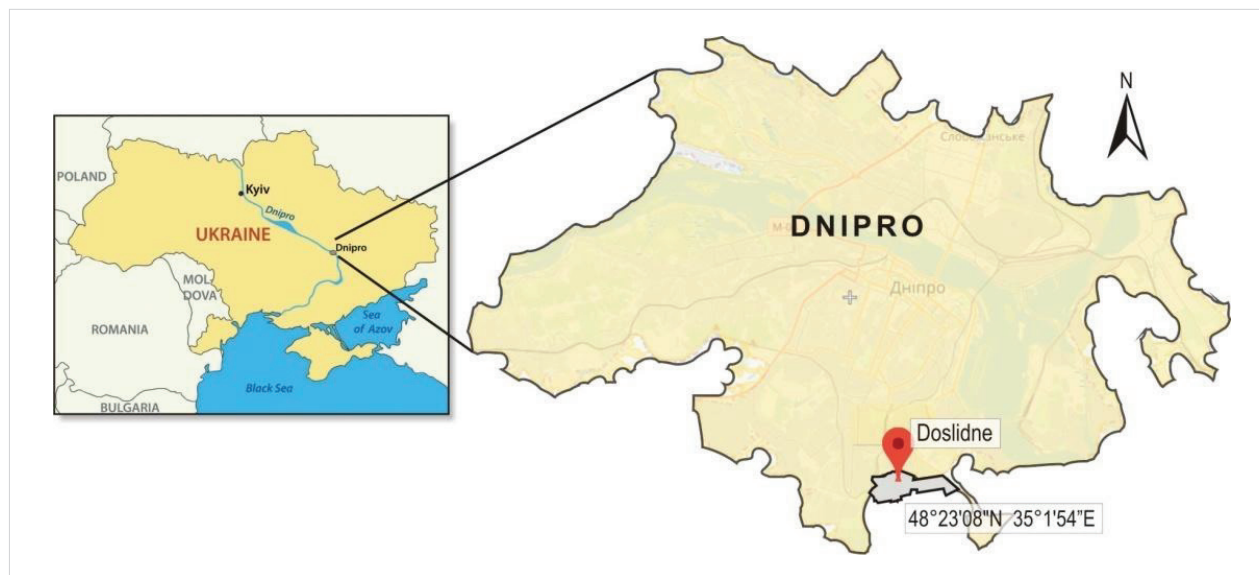 POLAND
Kyiv
Dnipro
UKRAINE
Dnipro
MOL
DOVA
ROMANIA
Sea
of Azov
Black Sea
BULGARIA
N
Слобожанське
DNIPRO
Дніпро
Doslidne
48°23'08"N 35°1'54"E